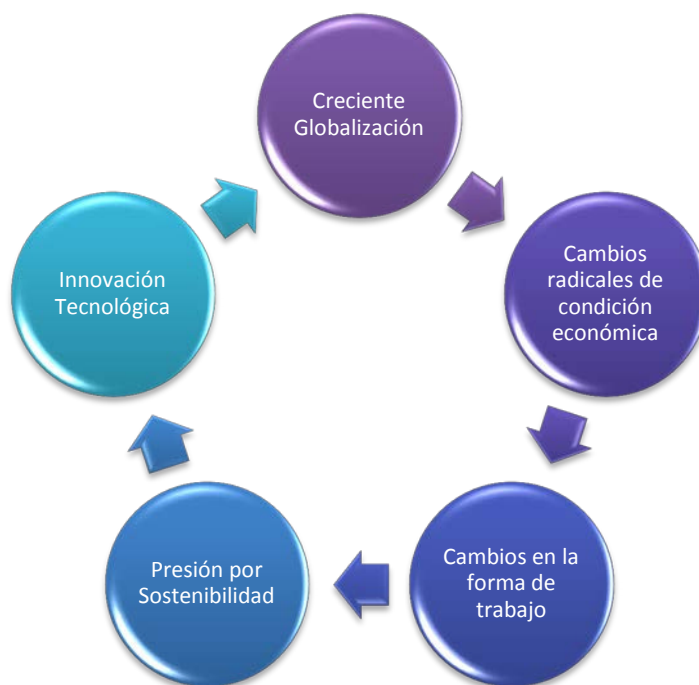 Creciente
Globalización
Cambios
radicales de
condición
económica
Cambios en la
forma de
trabajo
Presión por
Sostenibilidad
Innovación
Tecnológica